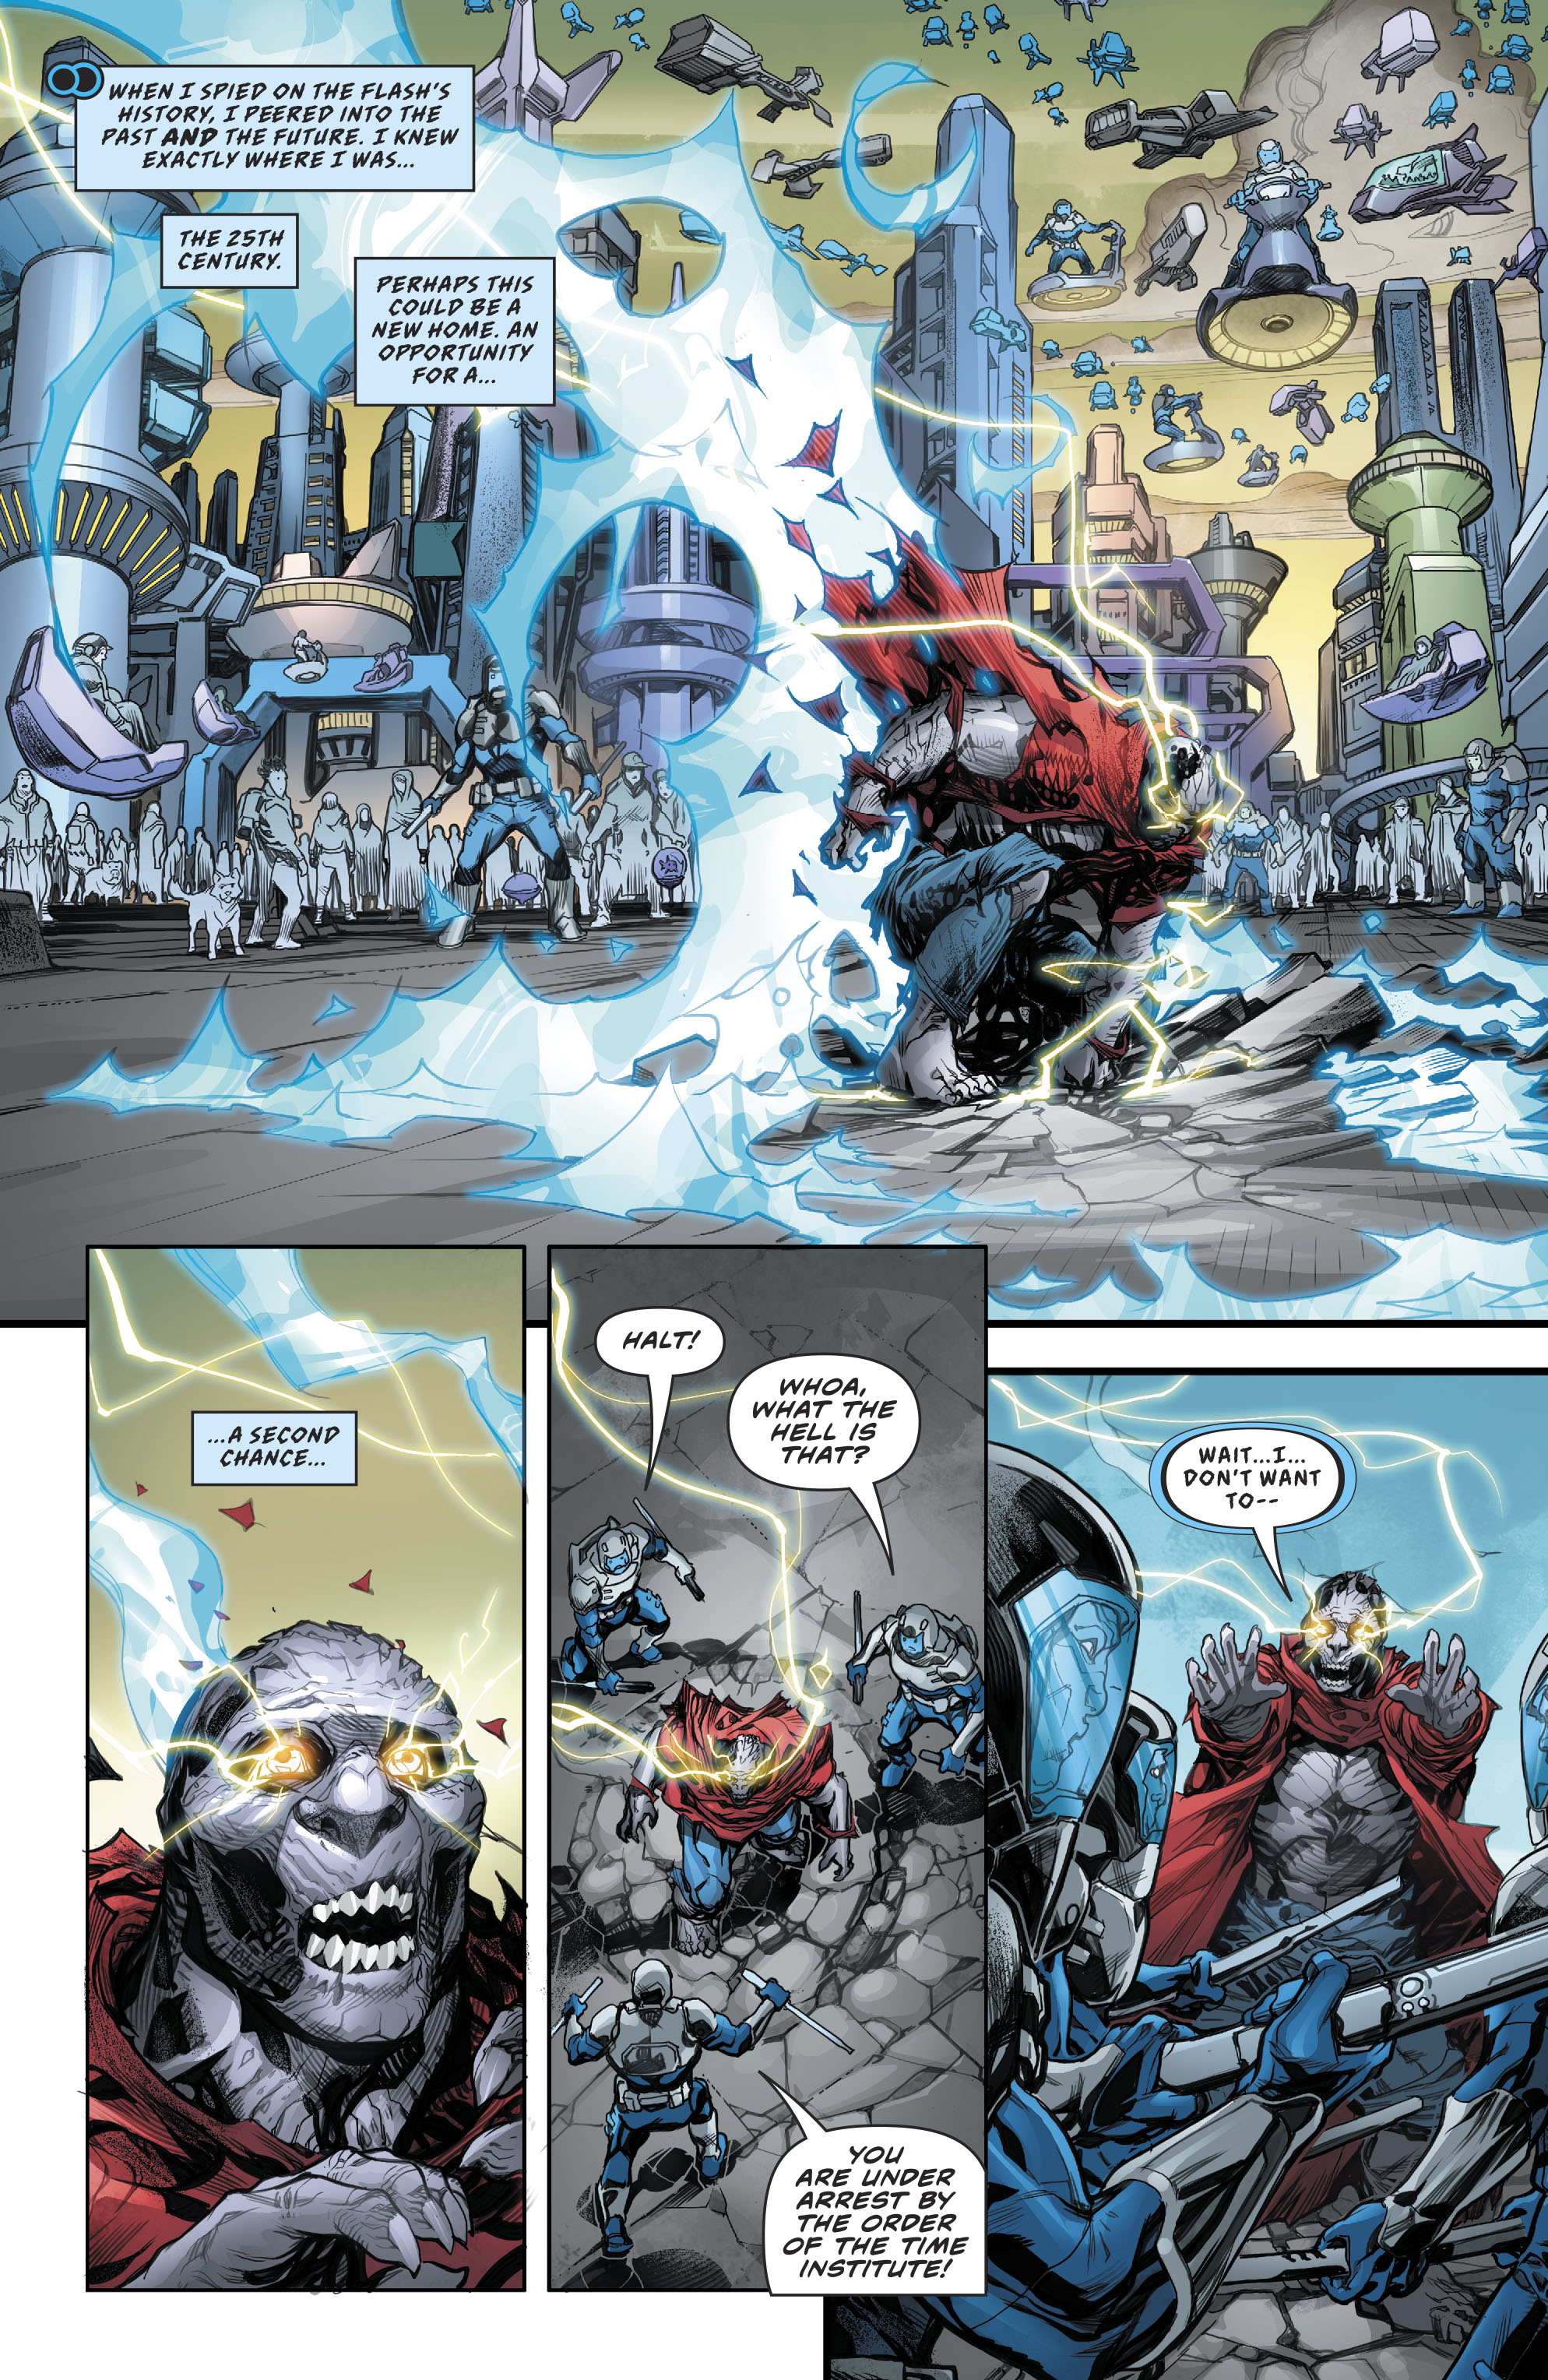 WHEN I SPIED ON THE FLASH'S
HISTORY, I PEERED INTO THE
PAST AND THE FUTURE. I KNEW
EXACTLY WHERE I WAS...
THE 25TH
CENTURY.
PERHAPS THIS
COULD BE A
NEW HOME. AN
OPPORTUNITY
FOR A...
...A SECOND
CHANCE...
HALT!
WHOA,
WHAT THE
HELL IS
THAT?
YOU
ARE UNDER
ARREST BY
THE ORDER
OF THE TIME
INSTITUTE!
WAIT...I...
DON'T WANT
TO--